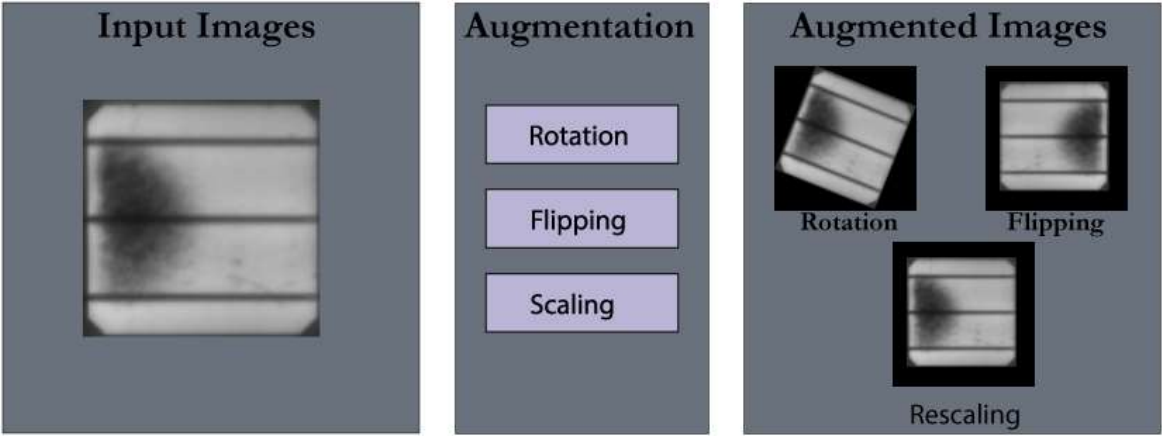 Input Images
Augmentation
Rotation
Flipping
Scaling
Augmented Images
Rotation
Flipping
Rescaling